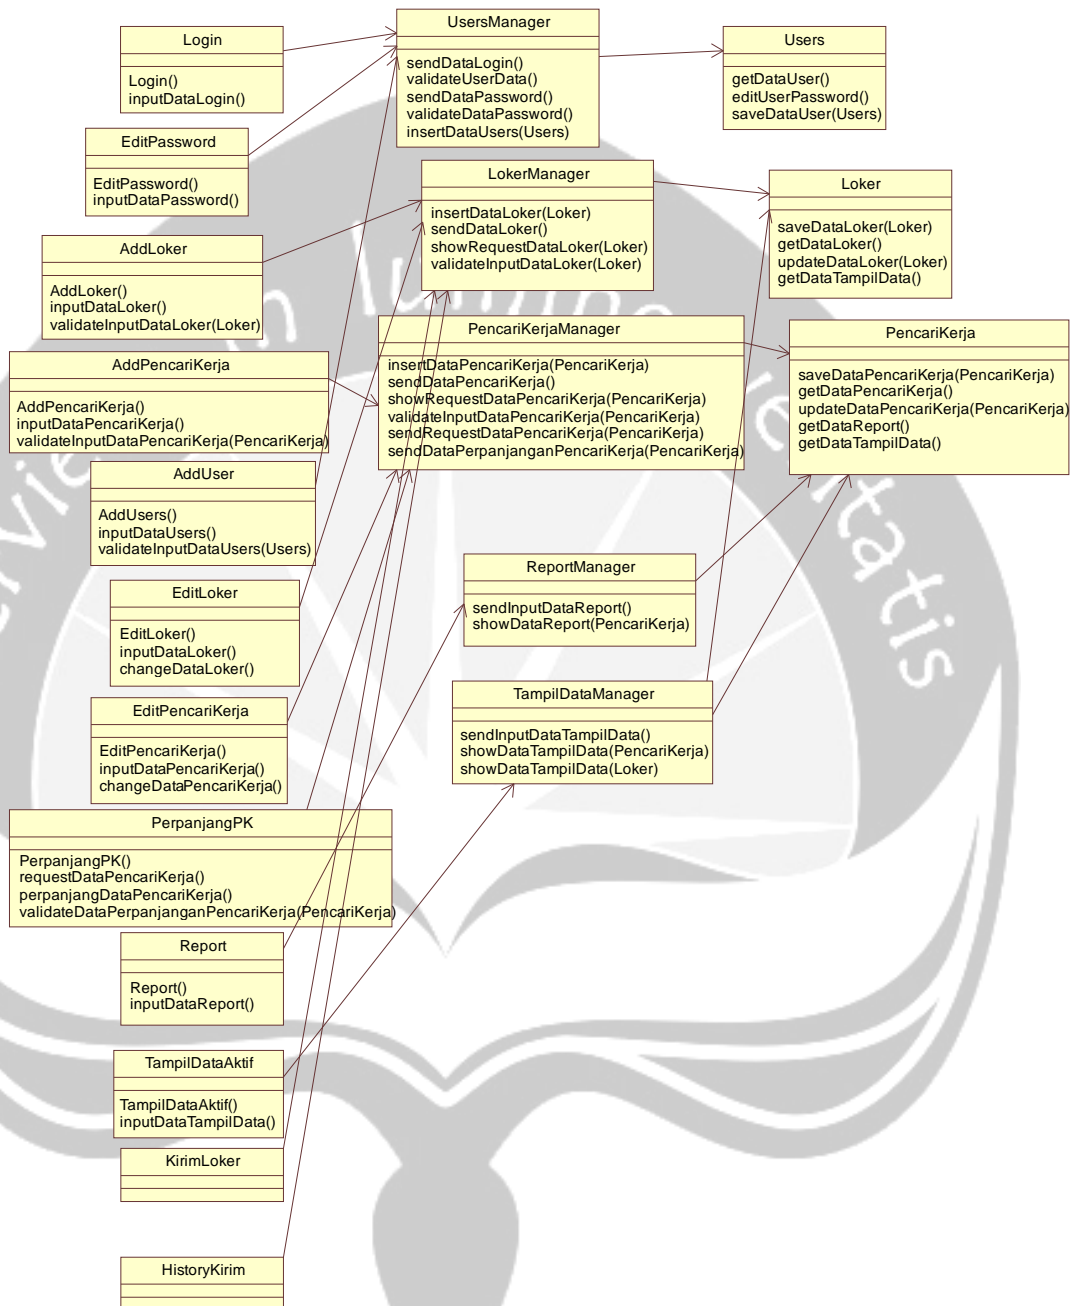 Login
Login()
inputDataLogin()
UsersManager
sendDataLogin()
validateUserData()
sendDataPassword()
validateDataPassword()
insertDataUsers(Users)
Users
getDataUser()
editUserPassword()
saveDataUser(Users)
EditPassword
EditPassword()
inputDataPassword()
LokerManager
insertDataLoker(Loker)
sendDataLoker()
showRequestDataLoker(Loker)
validateInputDataLoker(Loker)
Loker
saveDataLoker(Loker)
getDataLoker()
updateDataLoker(Loker)
getDataTampilData()
AddLoker
AddLoker()
inputDataLoker()
validateInputDataLoker(Loker)
PencariKerjaManager
insertDataPencariKerja(PencariKerja)
sendDataPencariKerja()
showRequestDataPencariKerja(PencariKerja)
validateInputDataPencariKerja(PencariKerja)
sendRequestDataPencariKerja(PencariKerja)
sendDataPerpanjanganPencariKerja(PencariKerja)
PencariKerja
saveDataPencariKerja(PencariKerja)
getDataPencariKerja()
updateDataPencariKerja(PencariKerja)
getDataReport()
getDataTampilData()
AddPencariKerja
AddPencariKerja()
inputDataPencariKerja()
validateInputDataPencariKerja(PencariKerja)
AddUser
AddUsers()
inputDataUsers()
validateInputDataUsers(Users)
ReportManager
sendInputDataReport()
showDataReport(PencariKerja)
EditLoker
EditLoker()
inputDataLoker()
changeDataLoker()
TampilDataManager
sendInputDataTampilData()
showDataTampilData(PencariKerja)
showDataTampilData(Loker)
EditPencariKerja
EditPencariKerja()
inputDataPencariKerja()
changeDataPencariKerja()
PerpanjangPK
PerpanjangPK()
requestDataPencariKerja()
perpanjangDataPencariKerja()
validateDataPerpanjanganPencariKerja(PencariKerja)
Report
Report()
inputDataReport()
TampilDataAktif
TampilDataAktif()
inputDataTampilData()
KirimLoker
HistoryKirim